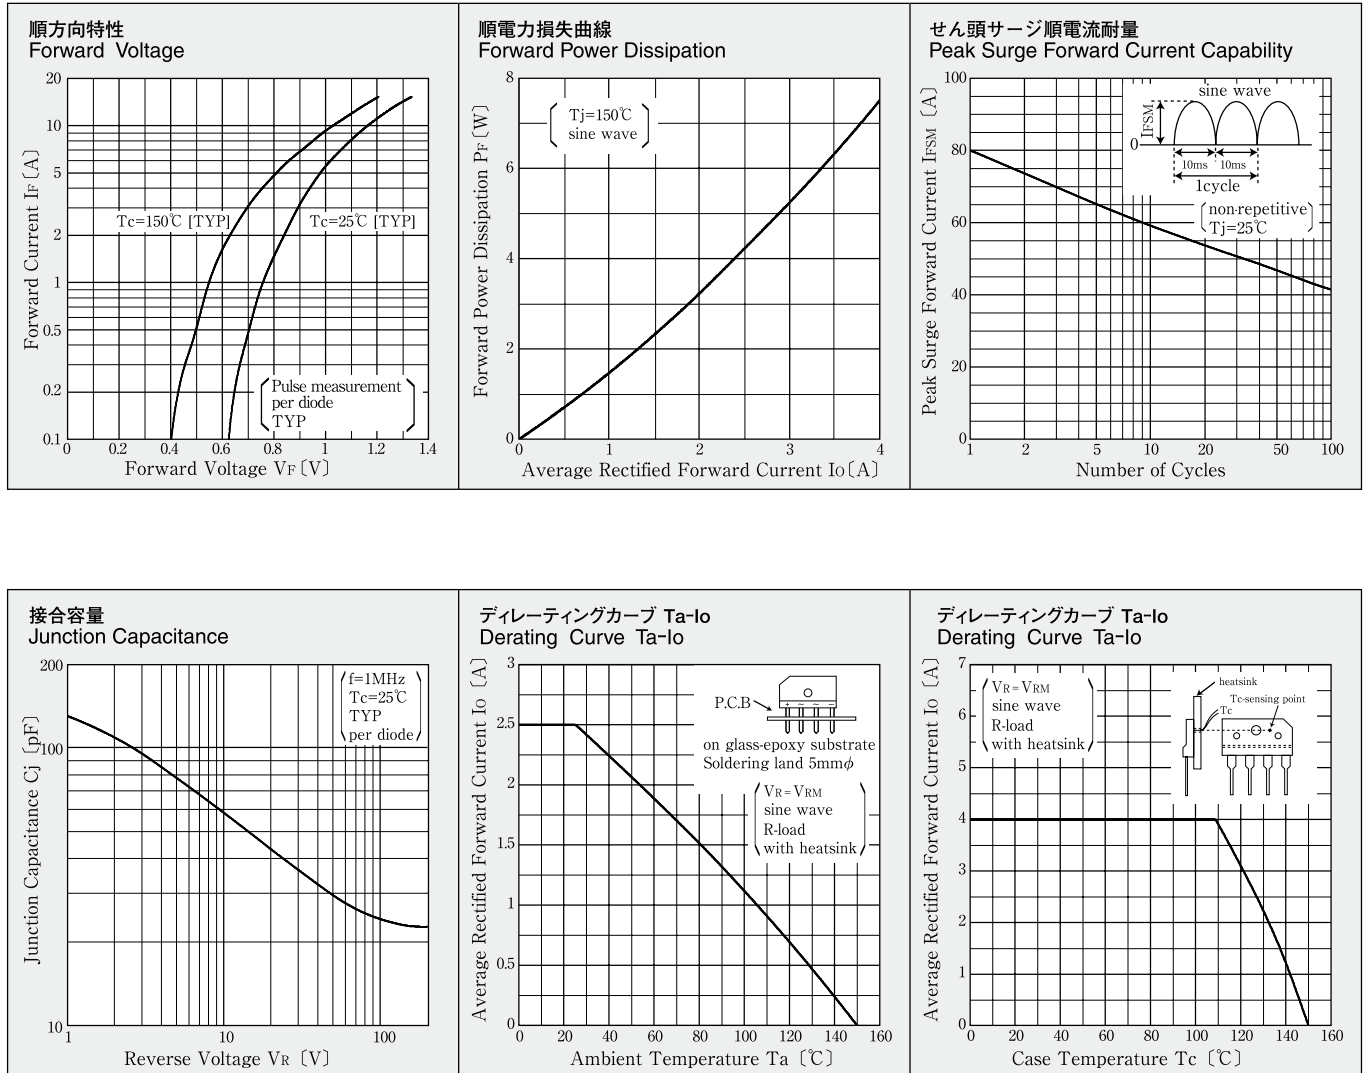 順方向特性
Forward Voltage
20
10
5
2
1
0.5
0.2
0.1
Forward Current IF〔A〕
Tc=150℃ [TYP]
Tc=25℃ [TYP]
Pulse measurement
per diode
TYP
0
0.2
0.4
0.6
0.8
1
1.2
1.4
Forward Voltage VF〔V〕
順電力損失曲線
Forward Power Dissipation
8
6
4
2
0
Forward Power Dissipation PF〔W〕
Tj=150℃
sine wave
0
1
2
3
4
Average Rectified Forward Current IO〔A〕
せん頭サージ順電流耐量
Peak Surge Forward Current Capability
100
80
60
40
20
0
Peak Surge Forward Current IFSM〔A〕
sine wave
IFSM
0
10ms
10ms
1cycle
non-repetitive
Tj=25℃
1
2
5
10
20
50
100
Number of Cycles
接合容量
Junction Capacitance
200
100
10
Junction Capacitance Cj〔pF〕
f=1MHz
Tc=25℃
TYP
per diode
1
10
100
Reverse Voltage VR〔V〕
ディレーティングカーブ Ta-Io
Derating Curve Ta-Io
3
2.5
2
1.5
1
0.5
0
Average Rectified Forward Current IO〔A〕
P.C.B
+ ~ ~ −
on glass-epoxy substrate
Soldering land 5mmφ
VR=VRM
sine wave
R-load
with heatsink
0
20
40
60
80
100
120
140
160
Ambient Temperature Ta〔℃〕
ディレーティングカーブ Ta-Io
Derating Curve Ta-Io
7
6
5
4
3
2
1
0
Average Rectified Forward Current IO〔A〕
VR=VRM
sine wave
R-load
with heatsink
heatsink
Tc-sensing point
Tc
0
20
40
60
80
100
120
140
160
Case Temperature Tc〔℃〕